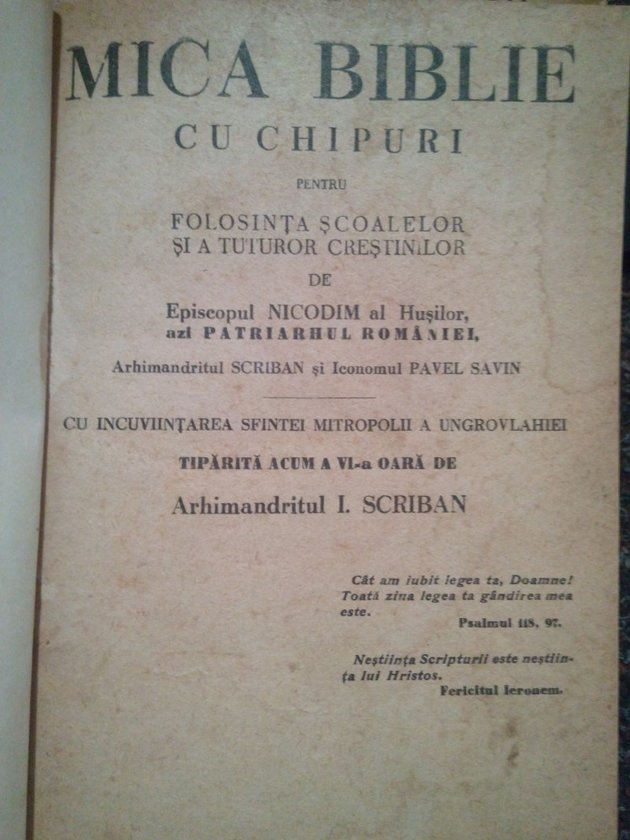 MICA BIBLIE
CU CHIPURI
PENTRU
FOLOSINȚA ȘCOALELOR
ȘI A TUTUROR CREȘTINILOR
DE
Episcopul NICODIM al Hușilor,
azi PATRIARHUL ROMÂNIEI,
Arhimandritul SCRIBAN și Iconomul PAVEL SAVIN
CU INCUVIINȚAREA SFINTEI MITROPOLII A UNGROVLAHIEI
TIPĂRITĂ ACUM A VI-a OARĂ DE
Arhimandritul I. SCRIBAN
Cât am iubit legea ta, Doamne!
Toată ziua legea ta gândirea mea
este.
Psalmul 118, 97.
Neștiința Scripturii este neștiin-
ța lui Hristos.
Fericitul Ieronem.